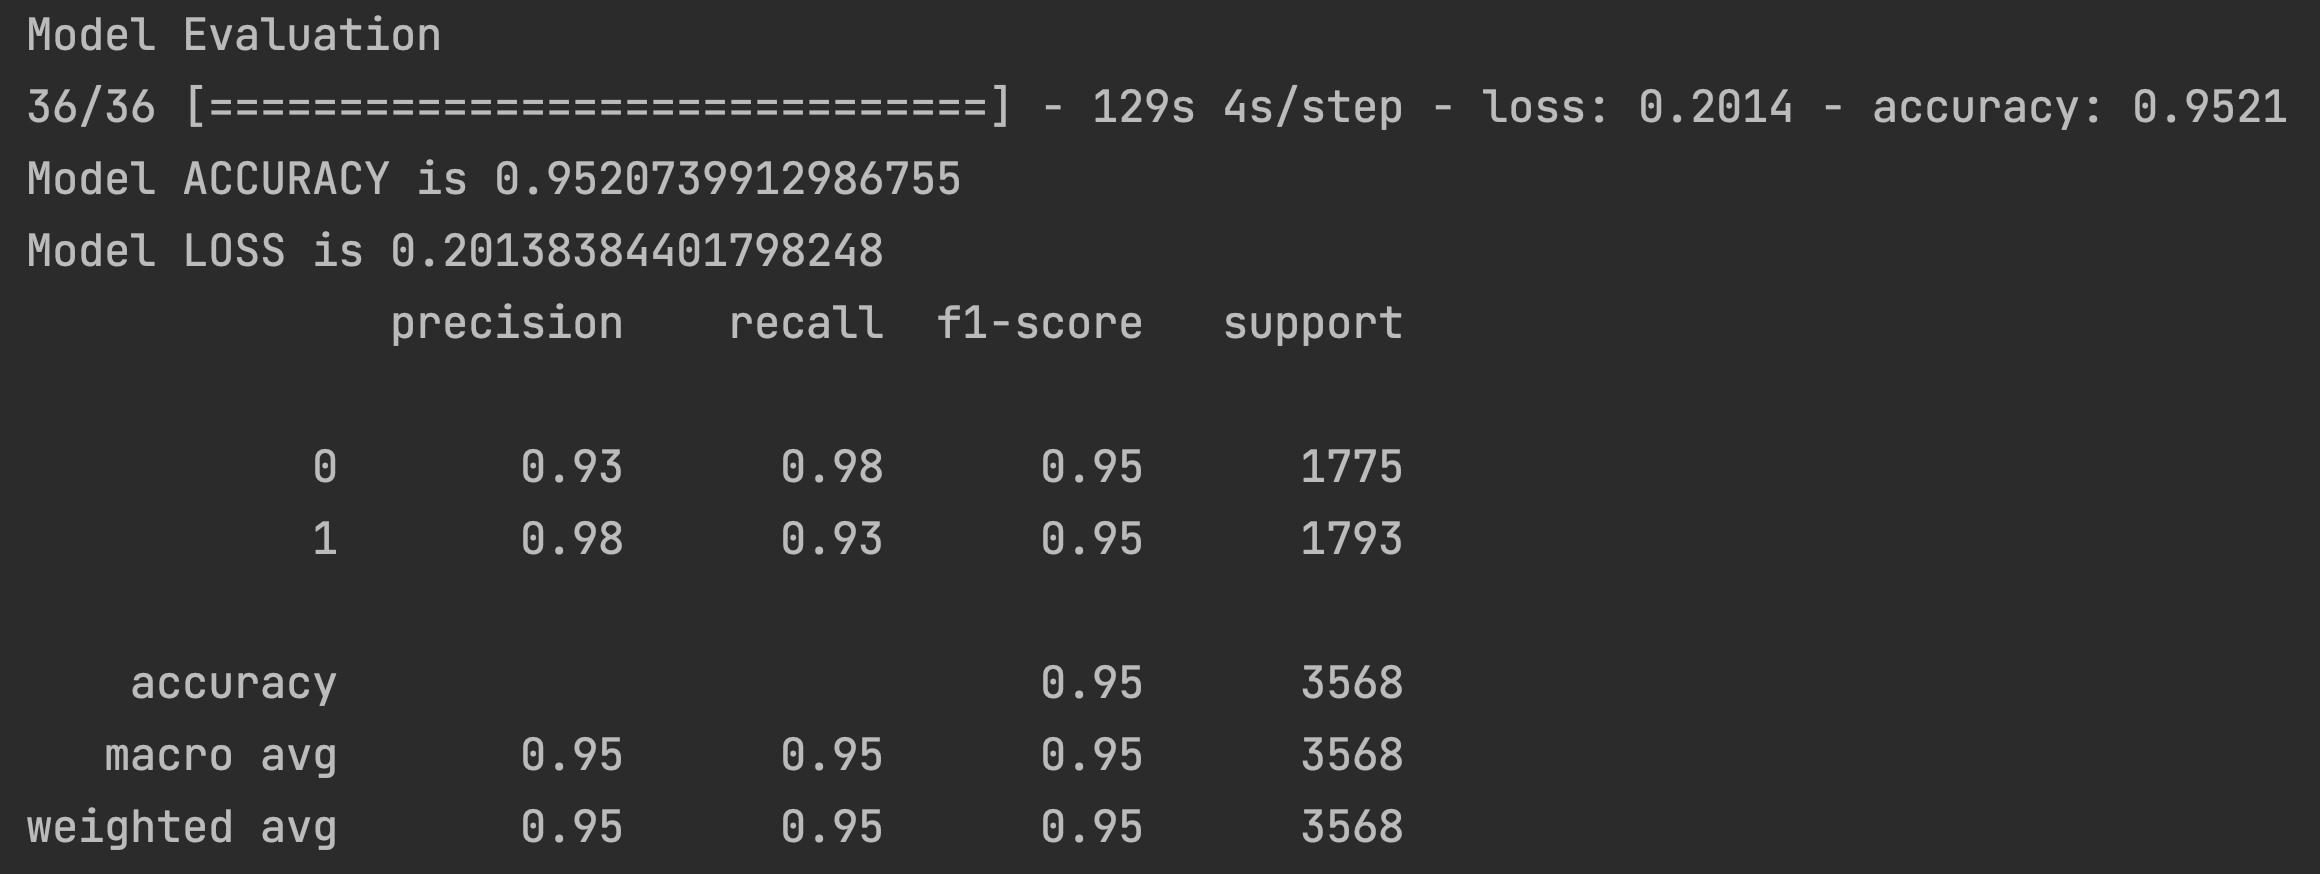 Model Evaluation
36/36 [==============================] - 129s 4s/step - loss: 0.2014 - accuracy: 0.9521
Model ACCURACY is 0.9520739912986755
Model LOSS is 0.20138384401798248
              precision    recall  f1-score   support

           0       0.93      0.98      0.95      1775
           1       0.98      0.93      0.95      1793

    accuracy                           0.95      3568
   macro avg       0.95      0.95      0.95      3568
weighted avg       0.95      0.95      0.95      3568